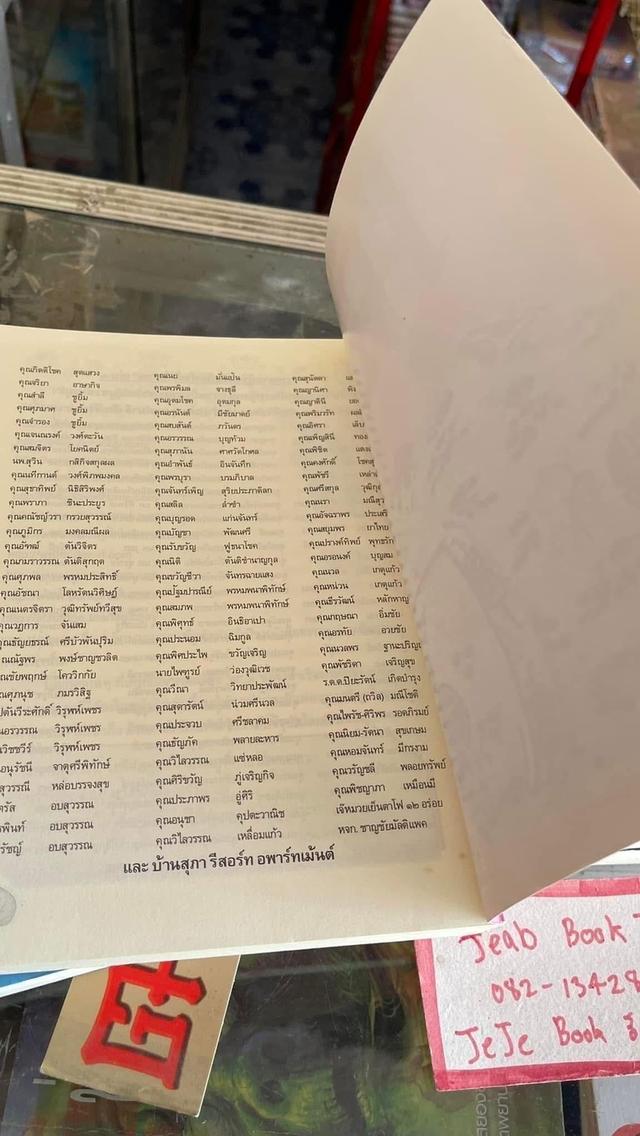 คุณกิตติโชค สุดแสวง คุณเนย มั่นแป้น คุณสุนัดดา
คุณจริยา อาษากิจ คุณพรพิมล จางชุลี คุณญานิศา
คุณสำลี ชูยิ้ม คุณอุดมโชค อุดมกุล คุณญาตินี
คุณศุภมาศ ชูยิ้ม คุณอรนันต์ มีชัยมาตย์ คุณพริมวรัท
คุณจำรอง ชูยิ้ม คุณสบสันต์ ภวันตร คุณอิศรา
คุณเจนณรงค์ วงศ์ตะวัน คุณอรวรรณ บุญท้วม คุณเพ็ญสินี
คุณสมจิตร โยคนิตย์ คุณสุภานัน ศาศวัตไกศล คุณพิชิต
นพ.สุวิน กสิกิจสกุลผล คุณอำพันธ์ อินจันทึก คุณคงศักดิ์
คุณนทีกานต์ วงศ์พิภพมงคล คุณพรบุรา บรมภิบาล คุณพัชรี
คุณสุชาทิพย์ นิธิสิริพงศ์ คุณจันทร์เพ็ญ สุริยประภาดิลก คุณศรีสกุล
คุณพราภา ชินะประยูร คุณสลิล ล่ำซำ คุณนรา
คุณคณิชญ์วรา กรวยสุวรรณ์ คุณบุญรอด แก่นจันทร์ คุณอัจฉราพร
คุณภูมิกร มงคลมณีผล คุณบัญชา พัฒนศรี คุณสมุมพร
ตันวิจิตร คุณรับขวัญ ฟูชนาโชค คุณปรางค์ทิพย์ พุทธรัก
ตันติสุกฤต คุณนิติ ตันติชำนาญกุล คุณอรอนงค์ บุญสม
คุณศุภพล พรหมประสิทธิ์ คุณขวัญชีวา จันทรฉายแสง คุณนวล เกตุแก้ว
คุณอัชณา โลหรัตนวิศิษฎ์ คุณปัฐมปารณีย์ พรหมพนาพิทักษ์ คุณหน่วน เกตุแก้ว
คุณเนตรจิตรา วุฒิทรัพย์ทวีสุข คุณสมภพ พรหมพนาพิทักษ์ คุณธีรวัฒน์ หลักหาญ
จันแสม คุณพิศุทธ์ อินธิอาเปา คุณกฤษณา อิ่มชัย
ศรีบัวพันปุริม คุณประนอม ฉิมกูล คุณอรทัย อวยชัย
ณณัฐพร พงษ์ชาญชวลิต คุณพิศประไพ ขวัญเจริญ คุณนวลพร
ณชัยพฤกษ์ โควรักกัย นายไพฑูรย์ ว่องวุฒิเวช คุณพัชริดา เจริญสุข
ณศุภนุช ภมรวิสิฐ คุณวีณา วิทยาประพัฒน์ ร.ต.ต.ปิยะรัตน์ เกิดบำรุง
วิรุฬห์เพชร คุณสุดารัตน์ น่วมศรีนวล คุณมนตรี (ถวิล) มณีโชติ
วิรุฬห์เพชร คุณประจวบ ศรีชลาคม คุณไพรัช-ศิริพร รอดภิรมย์
วิรุฬห์เพชร คุณธัญภัค พลายละหาร คุณนิยม-รัตนา สุขเกษม
จาตุศรีพิทักษ์ คุณวิไลวรรณ แซ่หลอ คุณหอมจันทร์ มีกรงาม
หล่อบรรจงสุข คุณศิริขวัญ ภู่เจริญกิจ คุณวรัญชลี พลอยทรัพย์
อบสุวรรณ คุณประภาพร อู่ศิริ คุณพิชญาภา เหมือนมี
อบสุวรรณ คุณอนุชา คุปตะวาณิช เจ๊หมวยเย็นตาโฟ ๑๒ อร่อย
อบสุวรรณ คุณวิไลวรรณ เหลื่อมแก้ว หจก. ชาญชัยมัลติแพค
และ บ้านสุภา รีสอร์ท อพาร์ทเม้นต์
Jeab Book
082-13428
JeJe Book